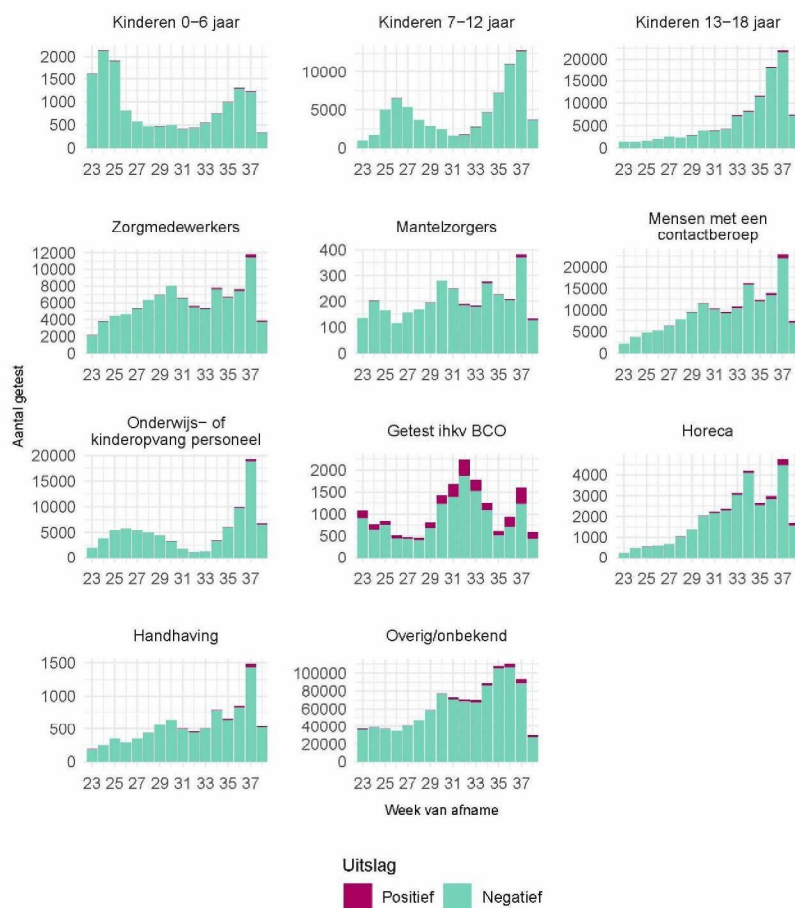 Kinderen 0–6 jaar
2000
1500
1000
500
0
23 25 27 29 31 33 35 37
Kinderen 7–12 jaar
10000
5000
0
23 25 27 29 31 33 35 37
Kinderen 13–18 jaar
20000
15000
10000
5000
0
23 25 27 29 31 33 35 37
Zorgmedewerkers
12000
10000
8000
6000
4000
2000
0
23 25 27 29 31 33 35 37
Mantelzorgers
400
300
200
100
0
23 25 27 29 31 33 35 37
Mensen met een
contactberoep
20000
15000
10000
5000
0
23 25 27 29 31 33 35 37
Aantal getest
Onderwijs– of
kinderopvang personeel
20000
15000
10000
5000
0
23 25 27 29 31 33 35 37
Getest ihkv BCO
2000
1500
1000
500
0
23 25 27 29 31 33 35 37
Horeca
4000
3000
2000
1000
0
23 25 27 29 31 33 35 37
Handhaving
1500
1000
500
0
23 25 27 29 31 33 35 37
Overig/onbekend
100000
80000
60000
40000
20000
0
23 25 27 29 31 33 35 37
Week van afname
Uitslag
Positief Negatief